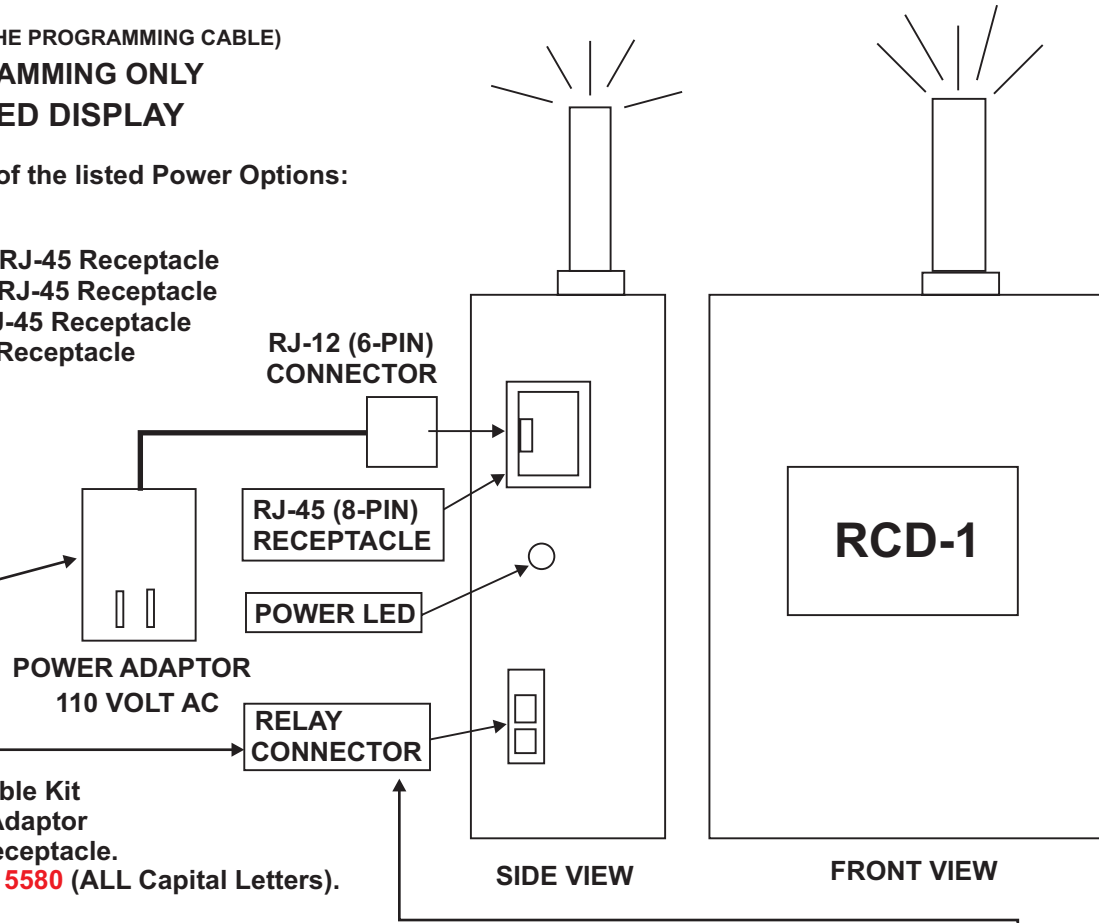 HE PROGRAMMING CABLE)
AMMING ONLY
ED DISPLAY
of the listed Power Options:
RJ-45 Receptacle
RJ-45 Receptacle
J-45 Receptacle
Receptacle
RJ-12 (6-PIN)
CONNECTOR
RJ-45 (8-PIN)
RECEPTACLE
POWER LED
POWER ADAPTOR
110 VOLT AC
RELAY
CONNECTOR
RCD-1
ble Kit
Adaptor
eceptacle.
5580 (ALL Capital Letters).
SIDE VIEW
FRONT VIEW